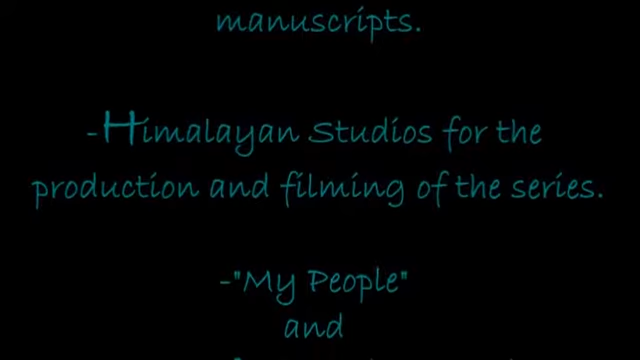 manuscripts.
-Himalayan Studios for the
production and filming of the series.
-"My People"
and